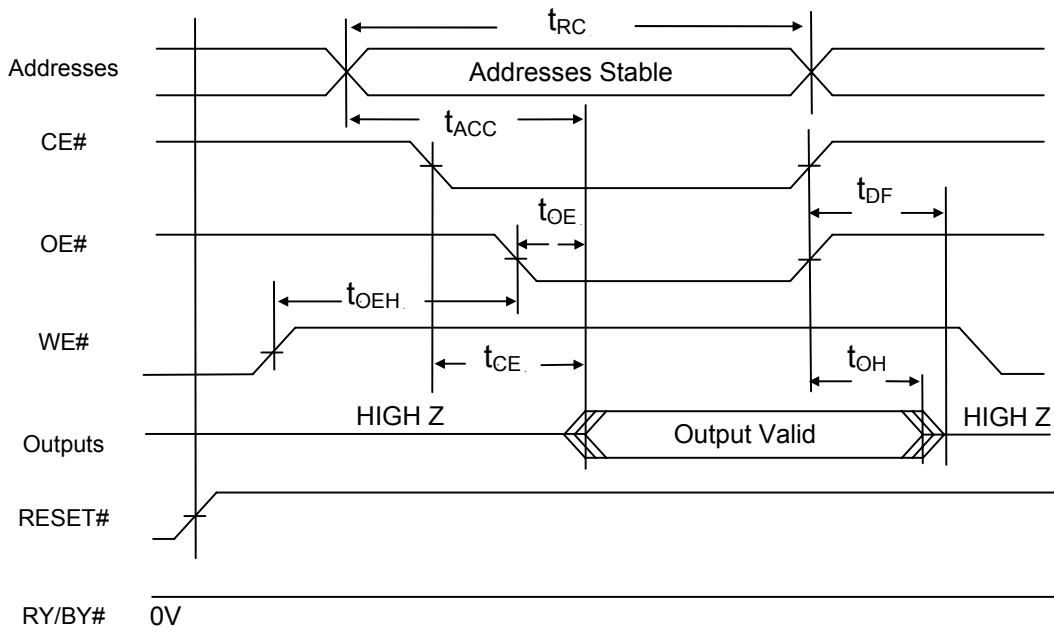 tRC
Addresses
Addresses Stable
tACC
CE#
tDF
tOE
OE#
tOEH
WE#
tCE
tOH
HIGH Z
HIGH Z
Outputs
Output Valid
RESET#
RY/BY#
0V